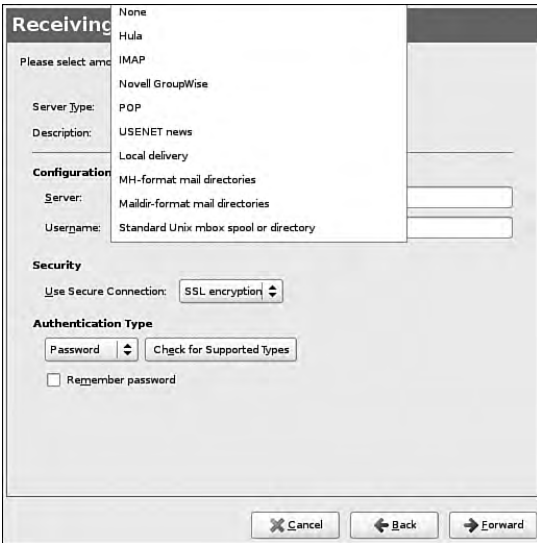 Receiving
None
Hula
Please select amo
IMAP
Novell GroupWise
Server Type:
POP
Description:
USENET news
Local delivery
Configuration
MH-format mail directories
Server:
Maildir-format mail directories
Username:
Standard Unix mbox spool or directory
Security
Use Secure Connection: SSL encryption
Authentication Type
Password Check for Supported Types
Remember password
Cancel Back Forward